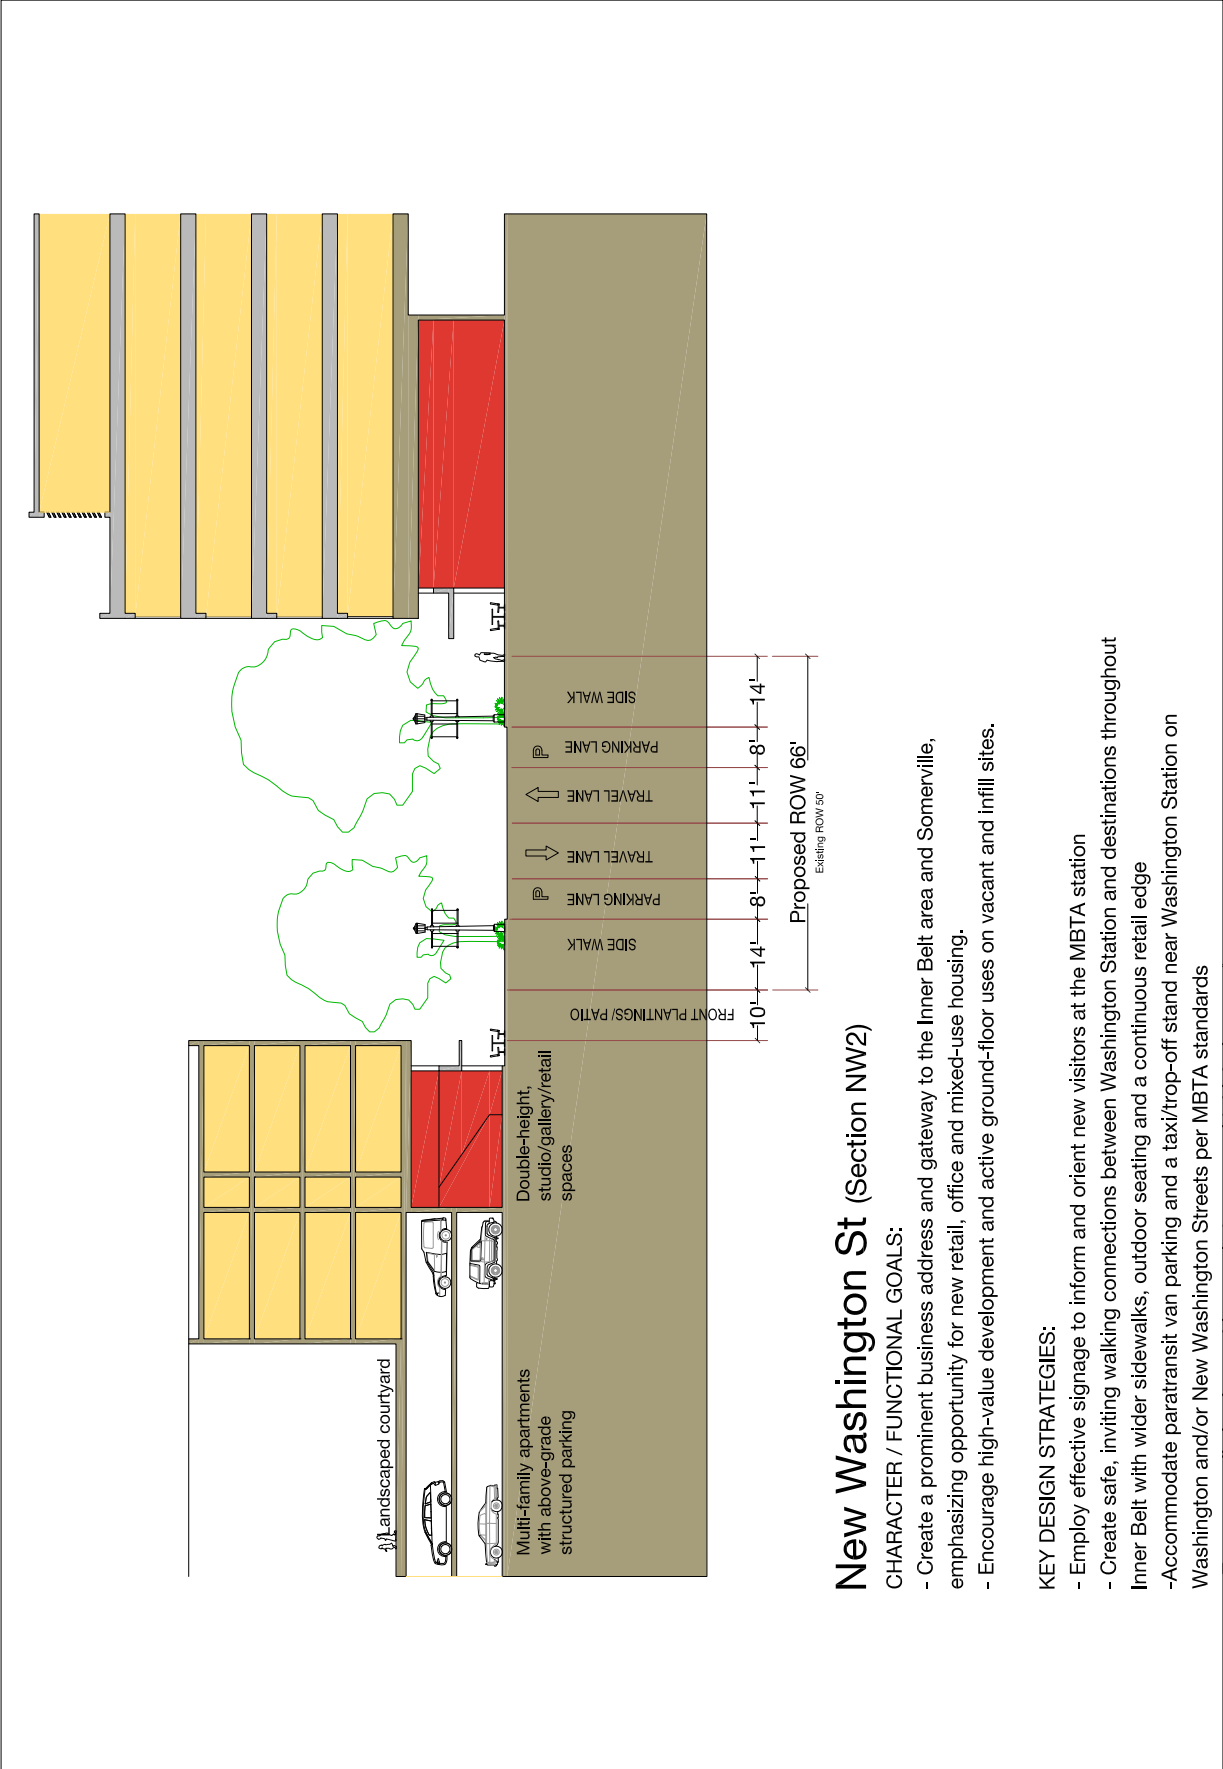 Landscaped courtyard
Multi-family apartments
with above-grade
structured parking
Double-height,
studio/gallery/retail
spaces
FRONT PLANTINGS/ PATIO
SIDE WALK
PARKING LANE
P
TRAVEL LANE
TRAVEL LANE
PARKING LANE
P
SIDE WALK
10'
14'
8'
11'
11'
8'
14'
Proposed ROW 66'
Existing ROW 50'
New Washington St (Section NW2)
CHARACTER / FUNCTIONAL GOALS:
- Create a prominent business address and gateway to the Inner Belt area and Somerville,
emphasizing opportunity for new retail, office and mixed-use housing.
- Encourage high-value development and active ground-floor uses on vacant and infill sites.
KEY DESIGN STRATEGIES:
- Employ effective signage to inform and orient new visitors at the MBTA station
- Create safe, inviting walking connections between Washington Station and destinations throughout
Inner Belt with wider sidewalks, outdoor seating and a continuous retail edge
-Accommodate paratransit van parking and a taxi/trop-off stand near Washington Station on
Washington and/or New Washington Streets per MBTA standards